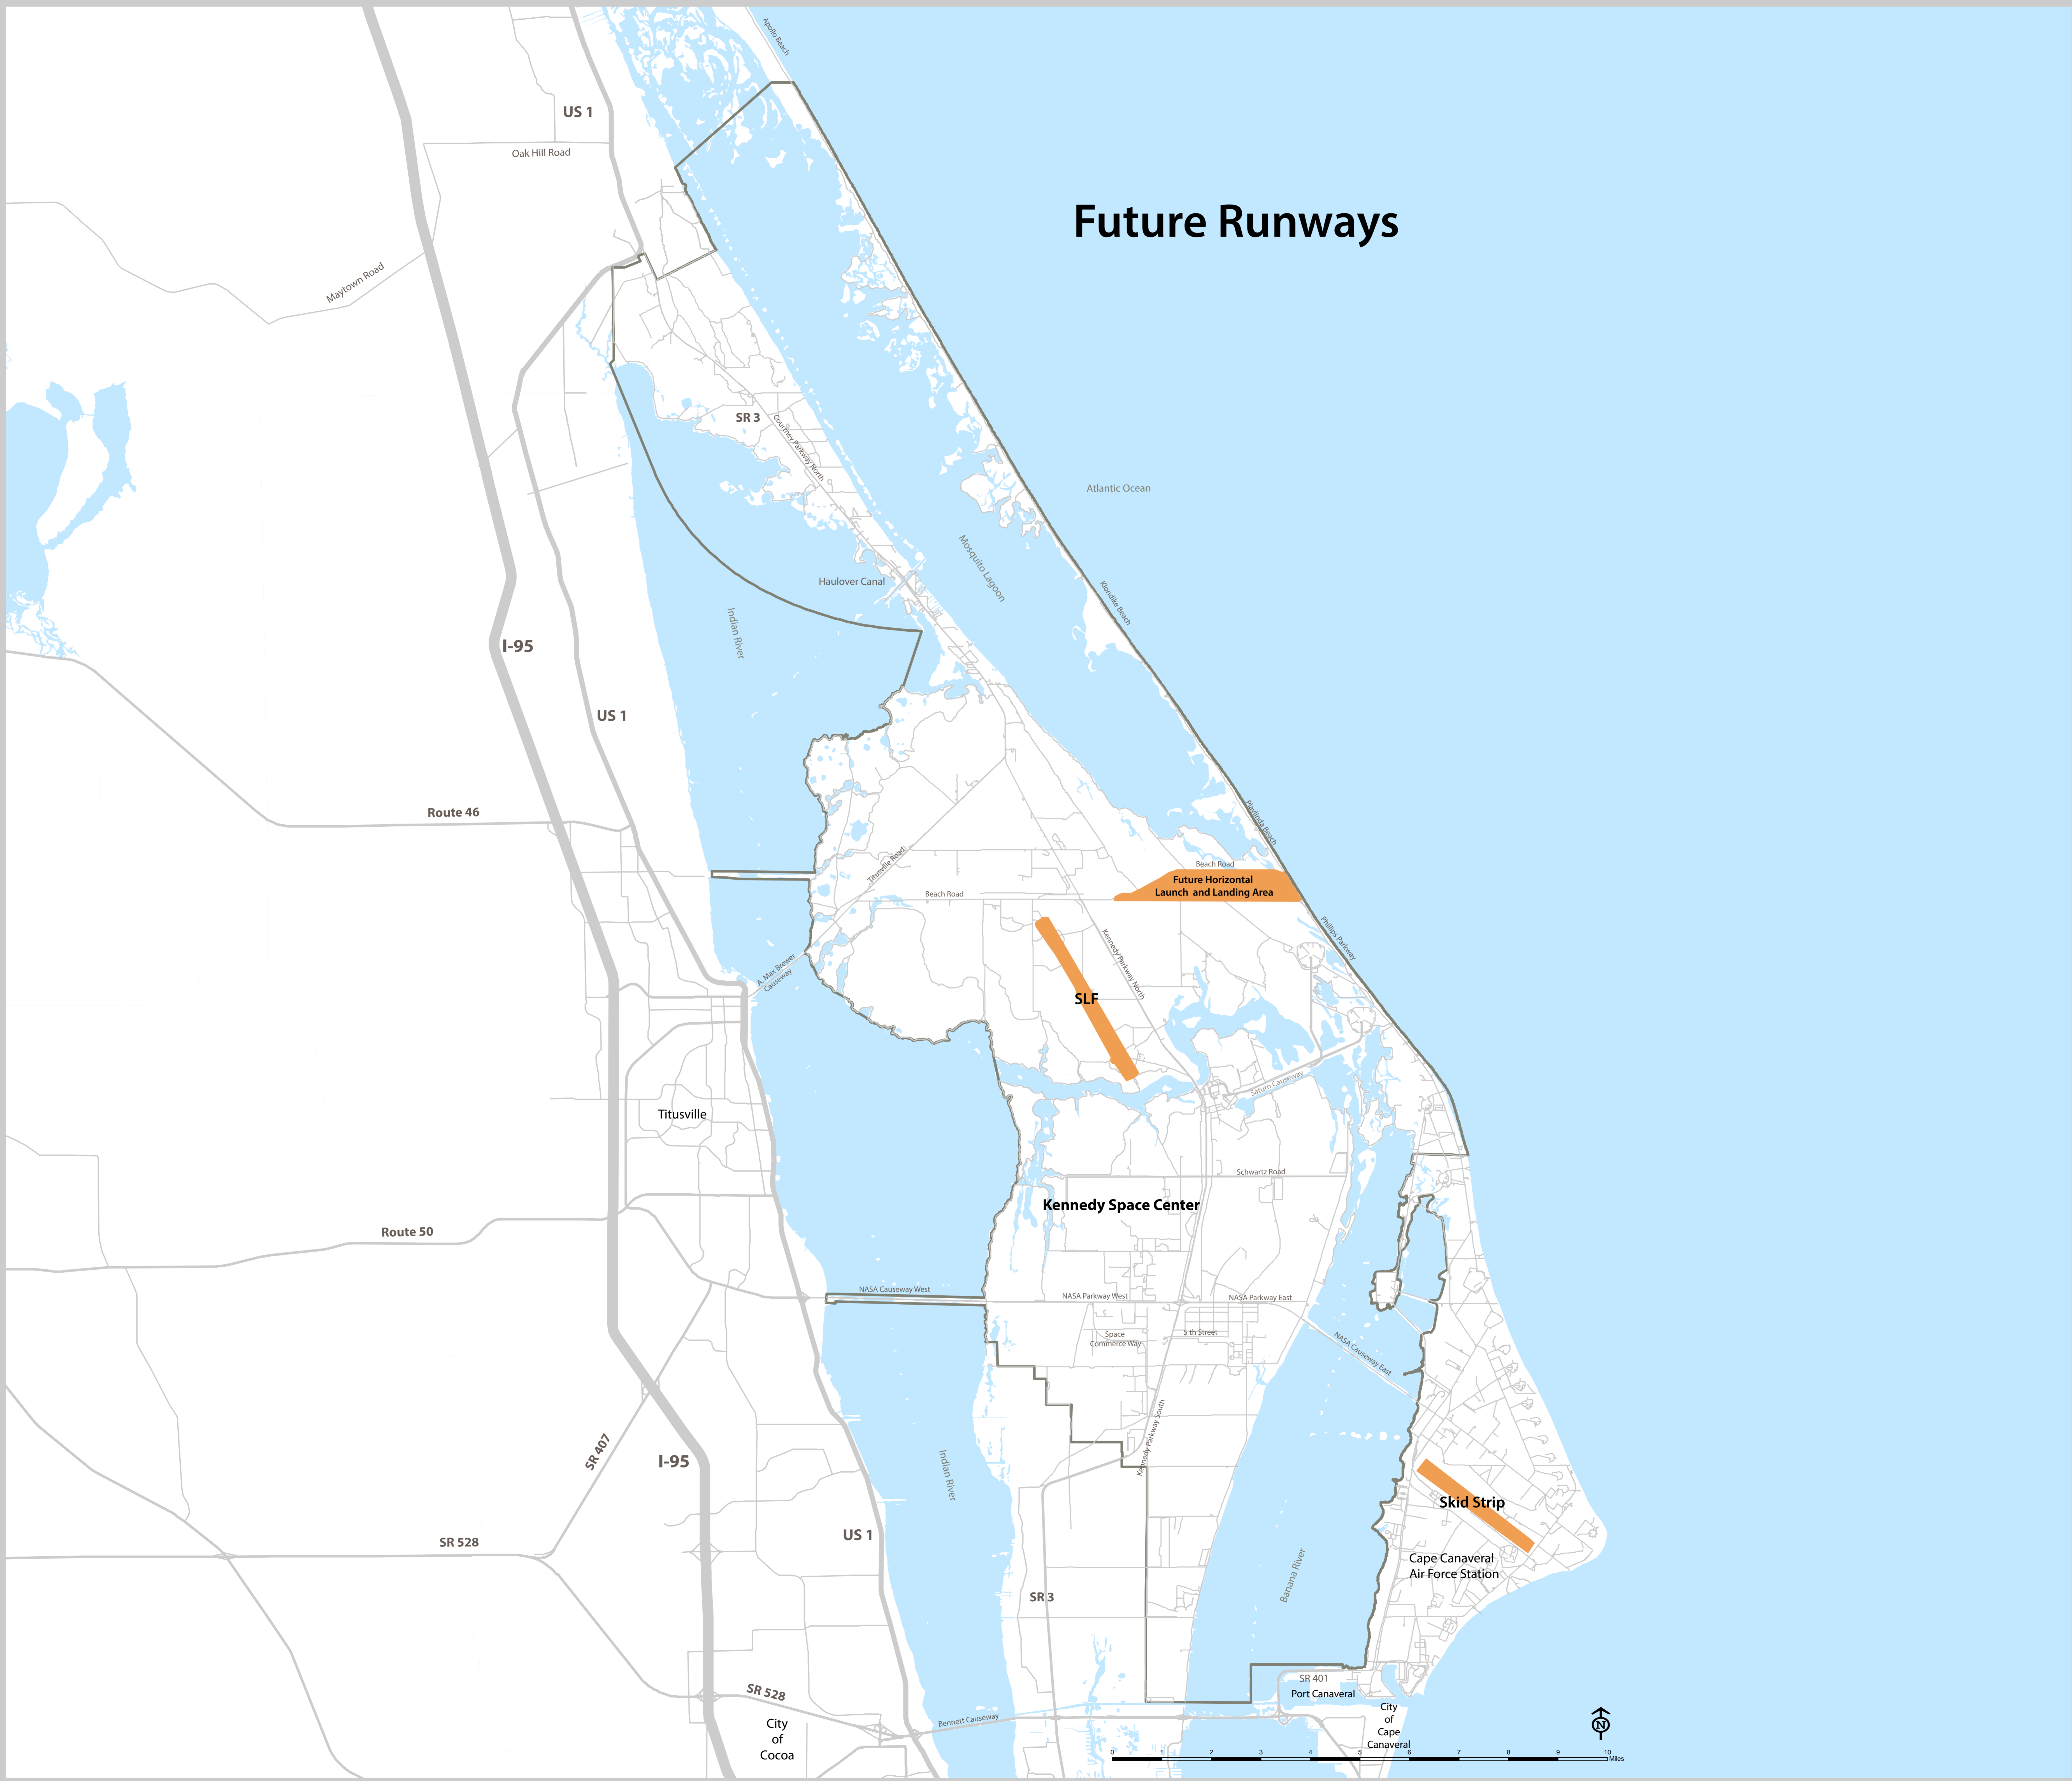 Apollo Beach
US 1
Oak Hill Road
Future Runways
Maytown Road
SR 3
Courtney Parkway North
Atlantic Ocean
Mosquito Lagoon
Haulover Canal
Klondike Beach
Indian River
I-95
US 1
Route 46
Playlinda Beach
Titusville Road
Beach Road
Future Horizontal
Launch and Landing Area
Beach Road
Phillips Parkway
Kennedy Parkway North
A. Max Brewer
Causeway
SLF
Saturn Causeway
Titusville
Schwartz Road
Kennedy Space Center
Route 50
NASA Causeway West
NASA Parkway West
NASA Parkway East
Space
Commerce Way
5 th Street
NASA Causeway East
Kennedy Parkway South
SR 407
I-95
Indian River
Skid Strip
US 1
SR 528
Cape Canaveral
Air Force Station
Banana River
SR 3
SR 401
Port Canaveral
SR 528
City
of
Cape
Canaveral
Bennett Causeway
City
of
Cocoa
N
0 1 2 3 4 5 6 7 8 9 10
Miles